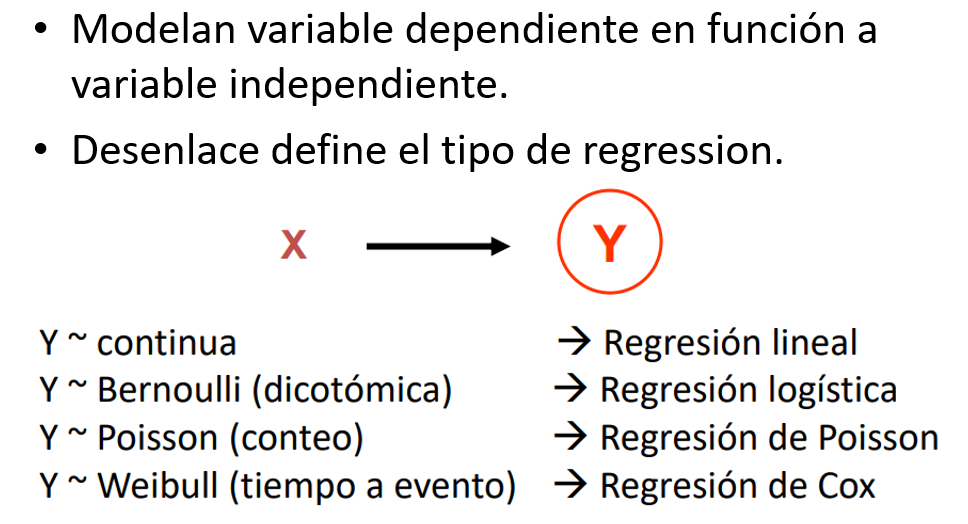 • Modelan variable dependiente en función a
variable independiente.
• Desenlace define el tipo de regression.
X → Y
Y ~ continua → Regresión lineal
Y ~ Bernoulli (dicotómica) → Regresión logística
Y ~ Poisson (conteo) → Regresión de Poisson
Y ~ Weibull (tiempo a evento) → Regresión de Cox